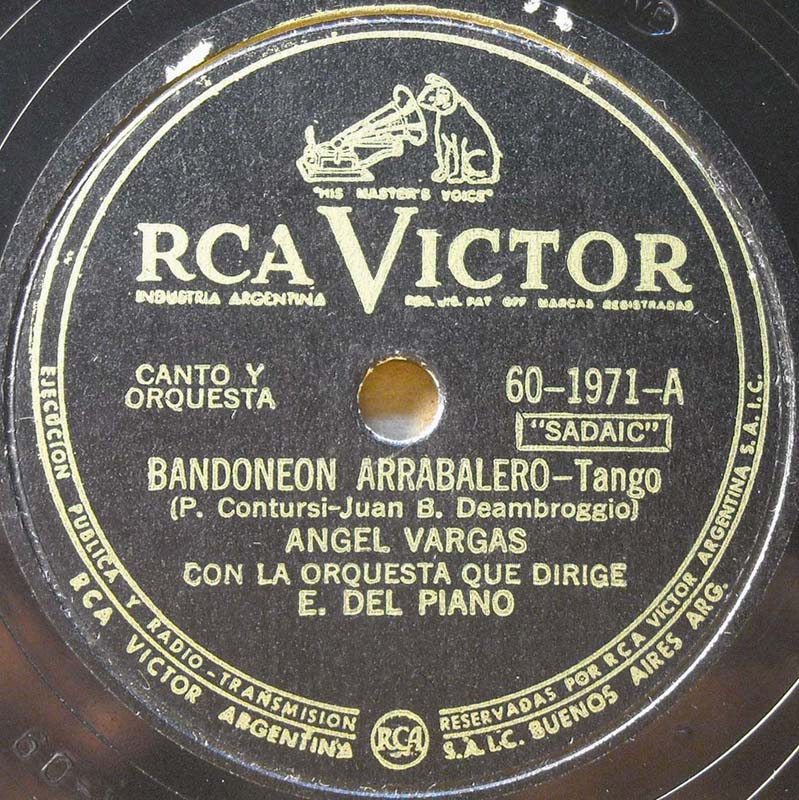 "HIS MASTER'S VOICE"
RCA VICTOR
INDUSTRIA ARGENTINA REG. U.S. PAT OFF MARCAS REGISTRADAS
CANTO Y
ORQUESTA
60-1971-A
"SADAIC"
BANDONEON ARRABALERO-Tango
(P. Contursi-Juan B. Deambroggio)
ANGEL VARGAS
CON LA ORQUESTA QUE DIRIGE
E. DEL PIANO
EJECUCION PUBLICA Y RADIO-TRANSMISION RESERVADAS POR RCA VICTOR ARGENTINA S.A.I.C.
RCA VICTOR ARGENTINA S.A.I.C. BUENOS AIRES ARG.
RCA
60-